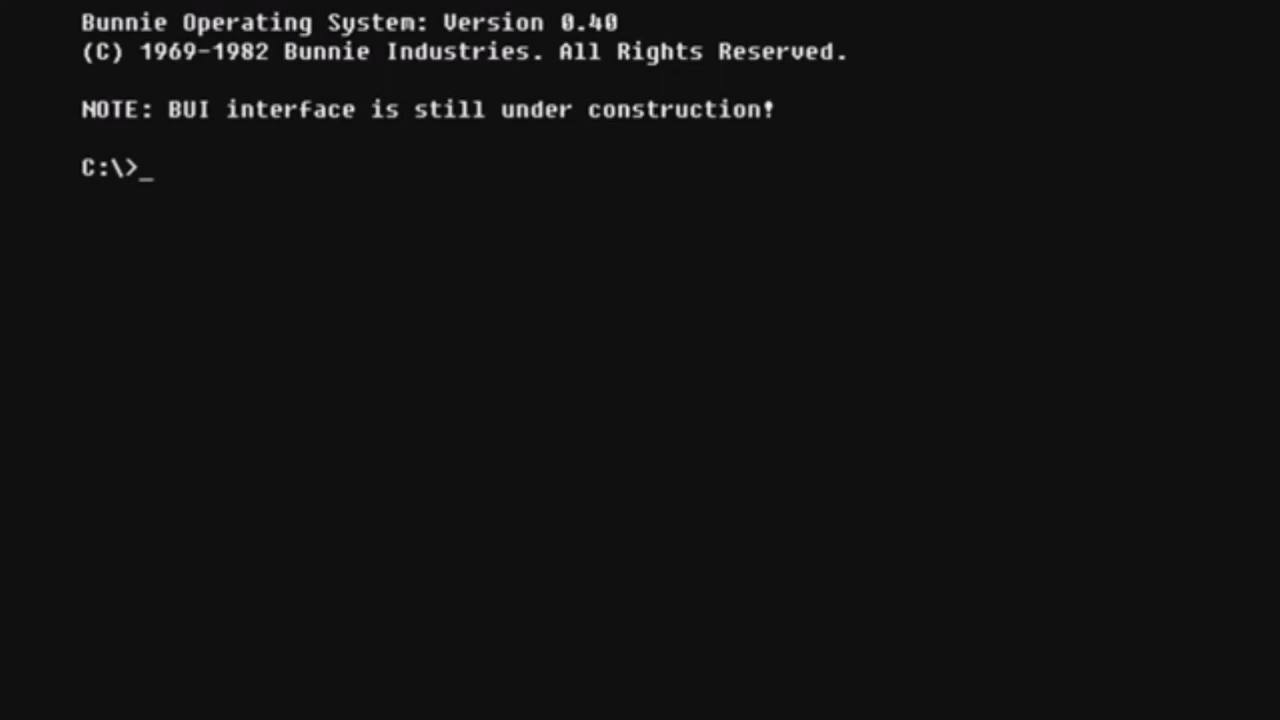 Bunnie Operating System: Version 0.40
(C) 1969-1982 Bunnie Industries. All Rights Reserved.
NOTE: BUI interface is still under construction!
C:\>_